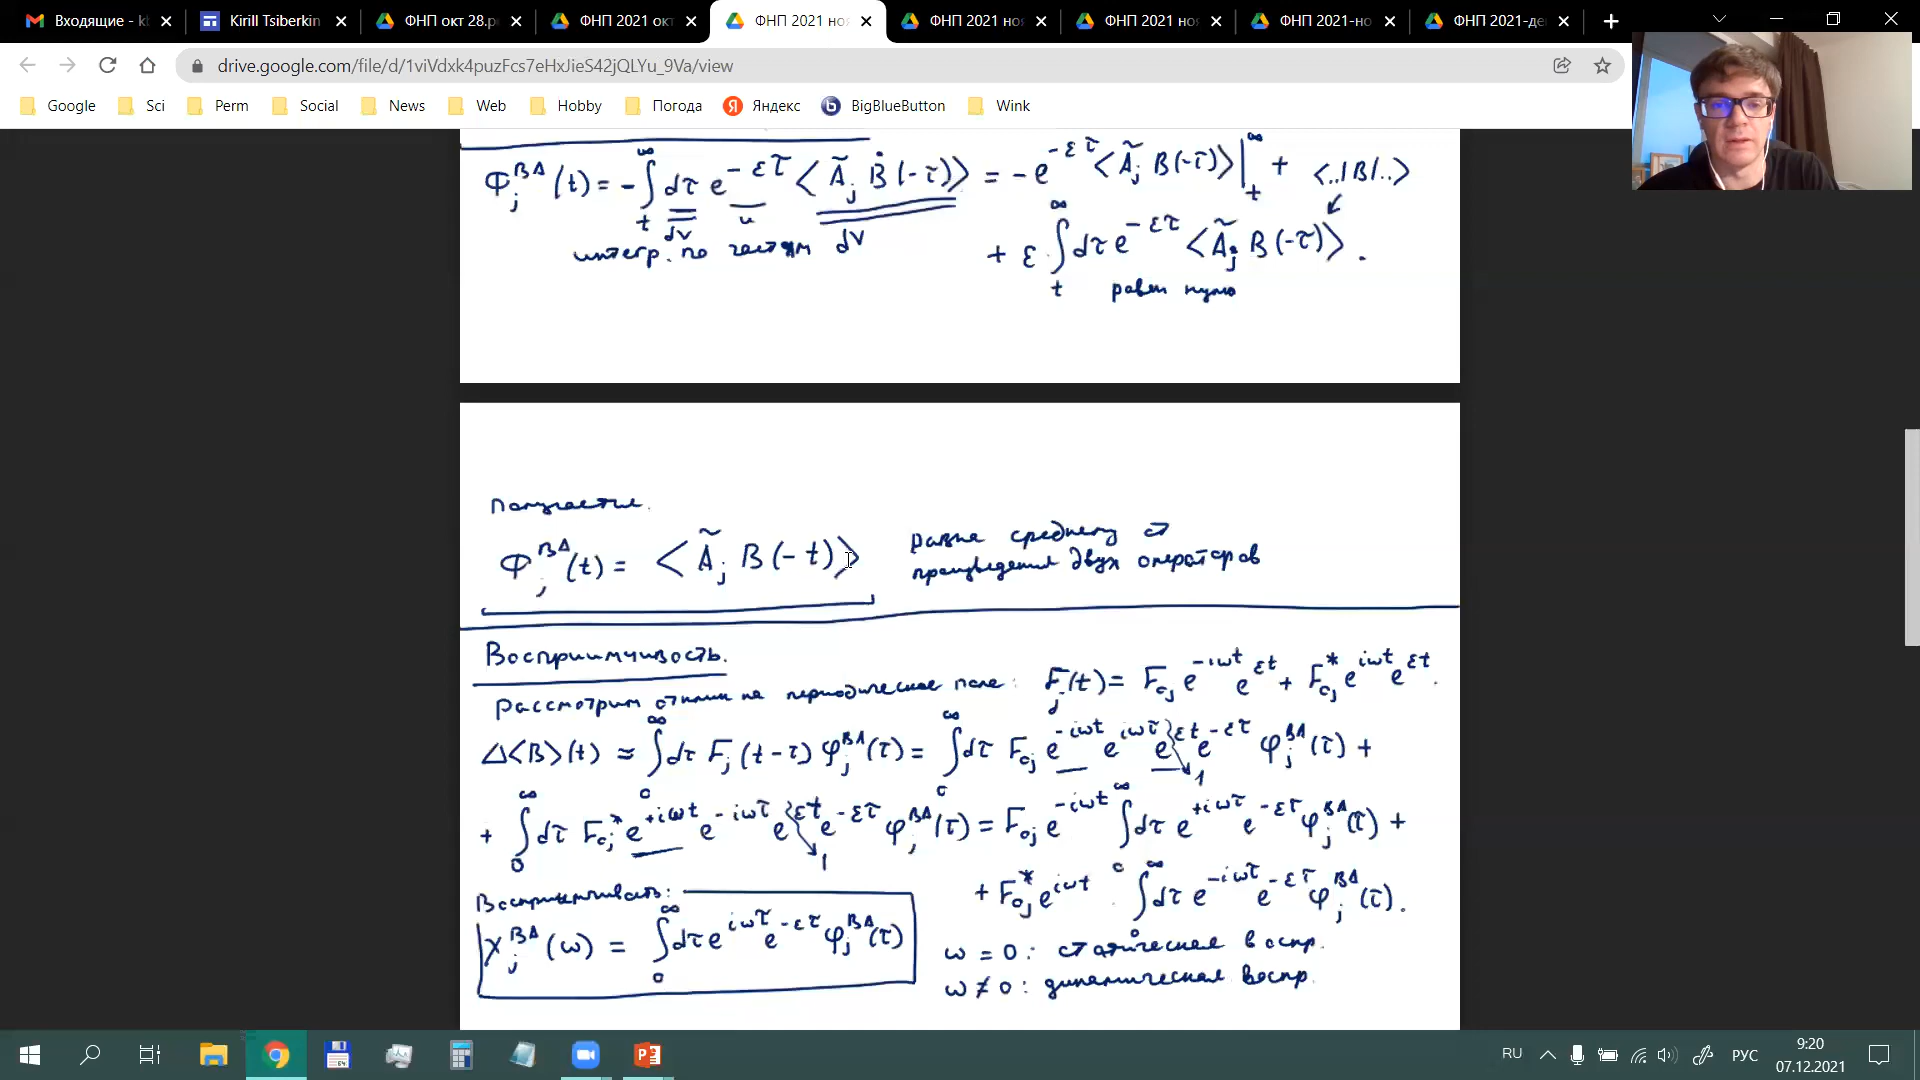 Входящие - k
Kirill Tsiberkin
ФНП окт 28.p
ФНП 2021 ок
ФНП 2021 но
ФНП 2021 но
ФНП 2021 но
ФНП 2021-но
ФНП 2021-де
drive.google.com/file/d/1viVdxk4puzFcs7eHxJieS42jQLYu_9Va/view
Google Sci Perm Social News Web Hobby Погода Яндекс BigBlueButton Wink
Φ_j^{BA}(t) = -∫_t^∞ dτ e^{-ετ} <Ã_j Ḃ(-τ)> = -e^{-ετ} <Ã_j B(-τ)>|_t^∞ + <..|B|..>
dv u dV
интегр. по частям
+ ε ∫_t^∞ dτ e^{-ετ} <Ã_j B(-τ)>.
равен нулю
Получается.
Φ_j^{BA}(t) = <Ã_j B(-t)> Равна среднему от
произведения двух операторов
Восприимчивость.
Рассмотрим отклик на периодическое поле: F_j(t) = F_{0j} e^{-iωt} e^{εt} + F_{0j}^* e^{iωt} e^{εt}.
Δ<B>(t) ≈ ∫_0^∞ dτ F_j(t-τ) φ_j^{BA}(τ) = ∫_0^∞ dτ F_{0j} e^{-iωt} e^{iωτ} e^{εt} e^{-ετ} φ_j^{BA}(τ) +
→1
+ ∫_0^∞ dτ F_{0j}^* e^{+iωt} e^{-iωτ} e^{εt} e^{-ετ} φ_j^{BA}(τ) = F_{0j} e^{-iωt} ∫_0^∞ dτ e^{+iωτ} e^{-ετ} φ_j^{BA}(τ) +
→1
+ F_{0j}^* e^{iωt} ∫_0^∞ dτ e^{-iωτ} e^{-ετ} φ_j^{BA}(τ).
Восприимчивость:
χ_j^{BA}(ω) = ∫_0^∞ dτ e^{iωτ} e^{-ετ} φ_j^{BA}(τ)
ω = 0: статическая воспр.
ω ≠ 0: динамическая воспр.
RU РУС
9:20
07.12.2021